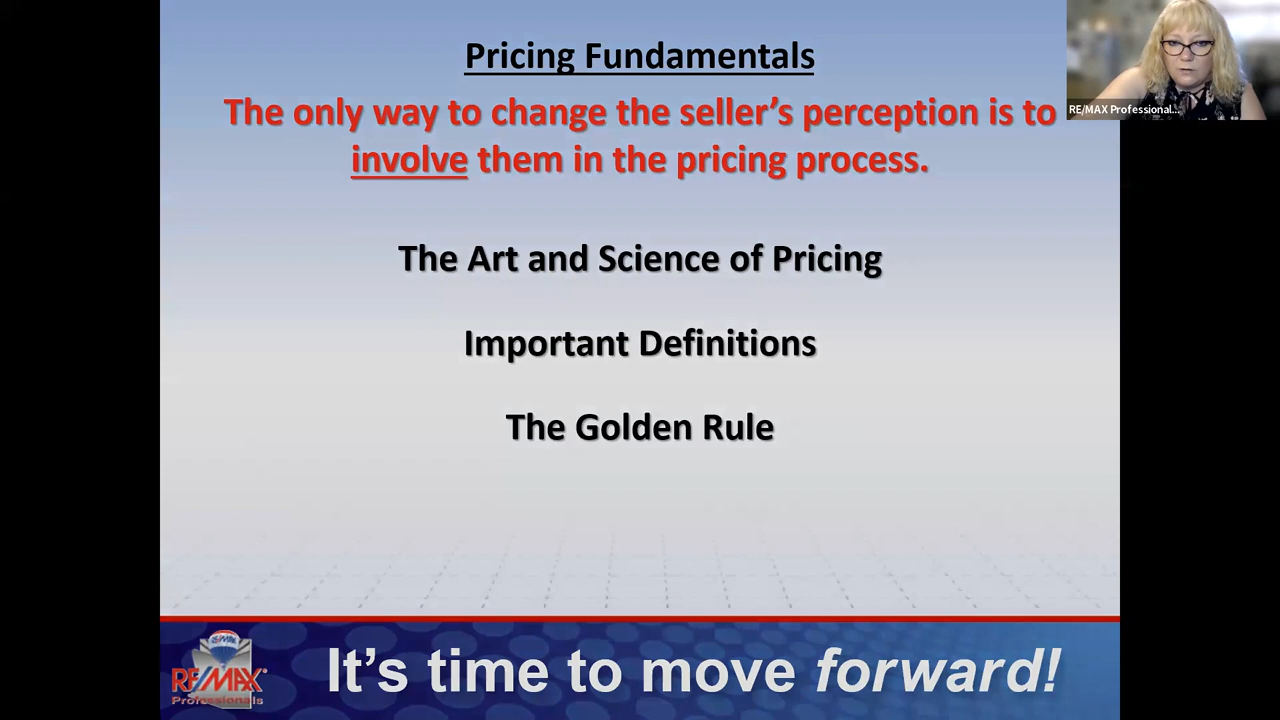 Pricing Fundamentals
The only way to change the seller’s perception is to
involve them in the pricing process.
RE/MAX Professional...
The Art and Science of Pricing
Important Definitions
The Golden Rule
RE/MAX
RE/MAX
Professionals
It’s time to move forward!